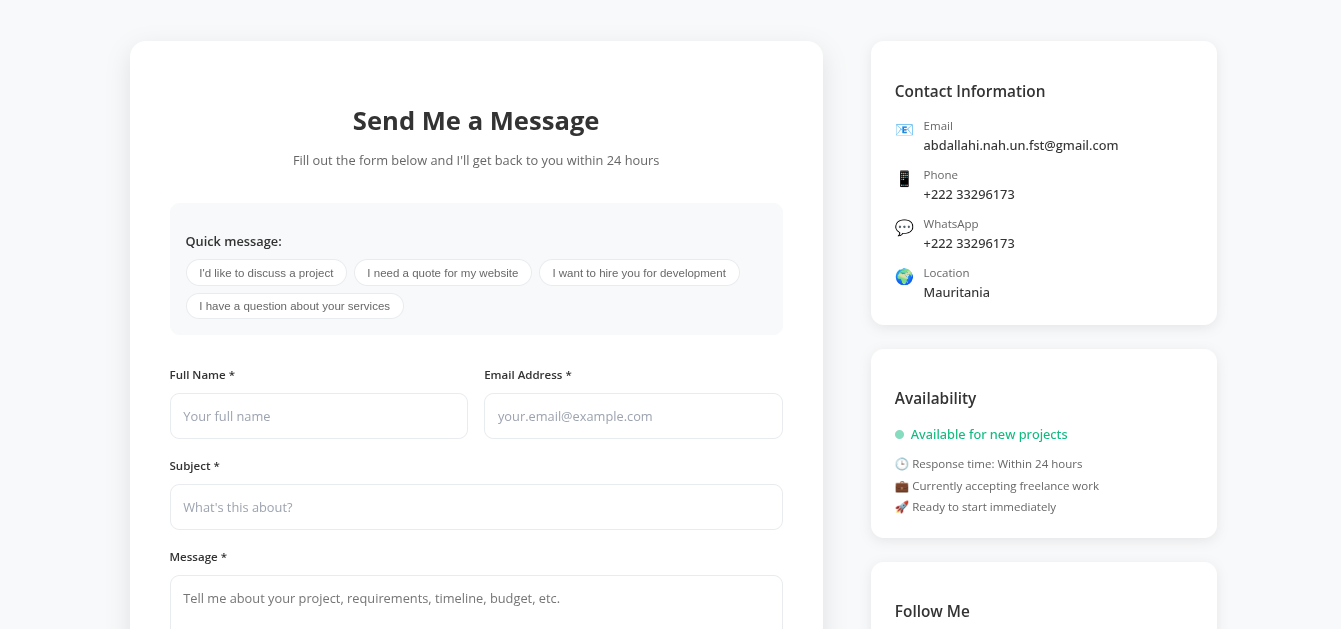 Send Me a Message
Fill out the form below and I'll get back to you within 24 hours
Quick message:
I'd like to discuss a project
I need a quote for my website
I want to hire you for development
I have a question about your services
Full Name *
Your full name
Email Address *
your.email@example.com
Subject *
What's this about?
Message *
Tell me about your project, requirements, timeline, budget, etc.
Contact Information
Email
abdallahi.nah.un.fst@gmail.com
Phone
+222 33296173
WhatsApp
+222 33296173
Location
Mauritania
Availability
Available for new projects
Response time: Within 24 hours
Currently accepting freelance work
Ready to start immediately
Follow Me